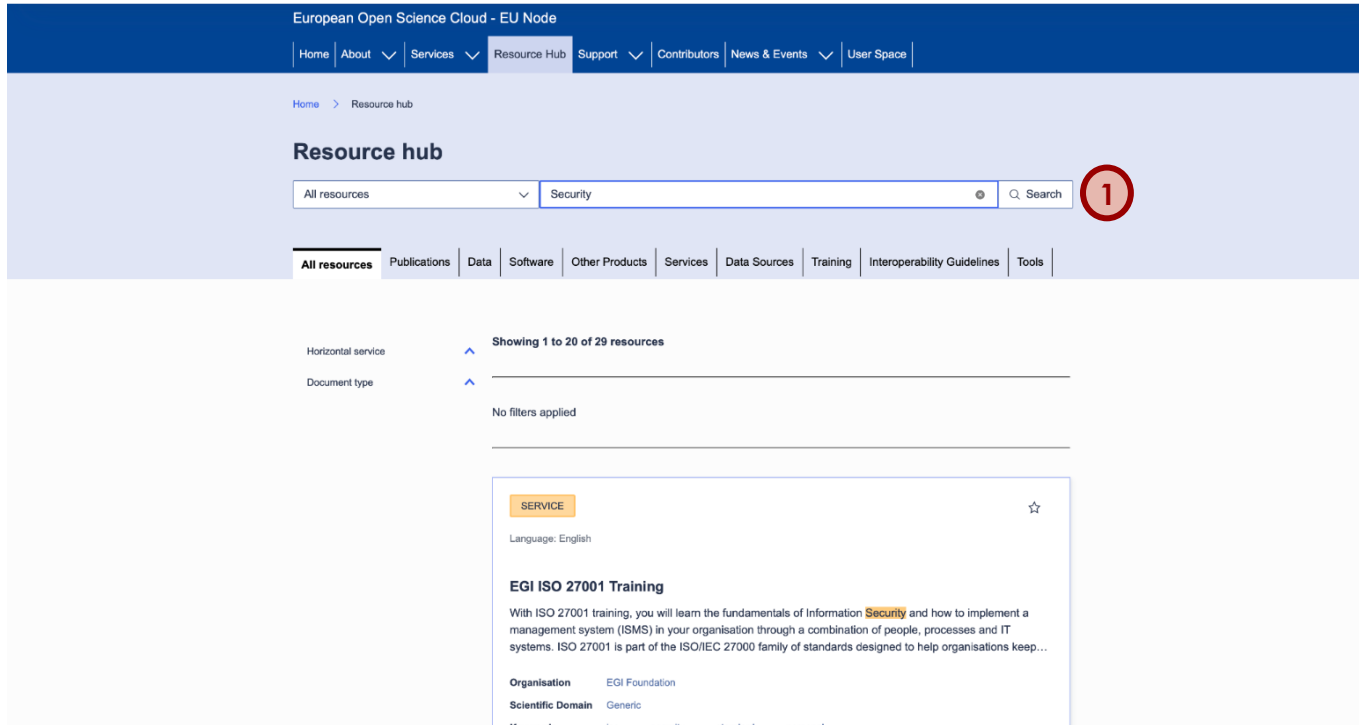 European Open Science Cloud - EU Node
Home About Services Resource Hub Support Contributors News & Events User Space
Home > Resource hub
Resource hub
All resources Security Search 1
All resources Publications Data Software Other Products Services Data Sources Training Interoperability Guidelines Tools
Horizontal service
Document type
Showing 1 to 20 of 29 resources
No filters applied
SERVICE
Language: English
EGI ISO 27001 Training
With ISO 27001 training, you will learn the fundamentals of Information Security and how to implement a
management system (ISMS) in your organisation through a combination of people, processes and IT
systems. ISO 27001 is part of the ISO/IEC 27000 family of standards designed to help organisations keep...
Organisation EGI Foundation
Scientific Domain Generic